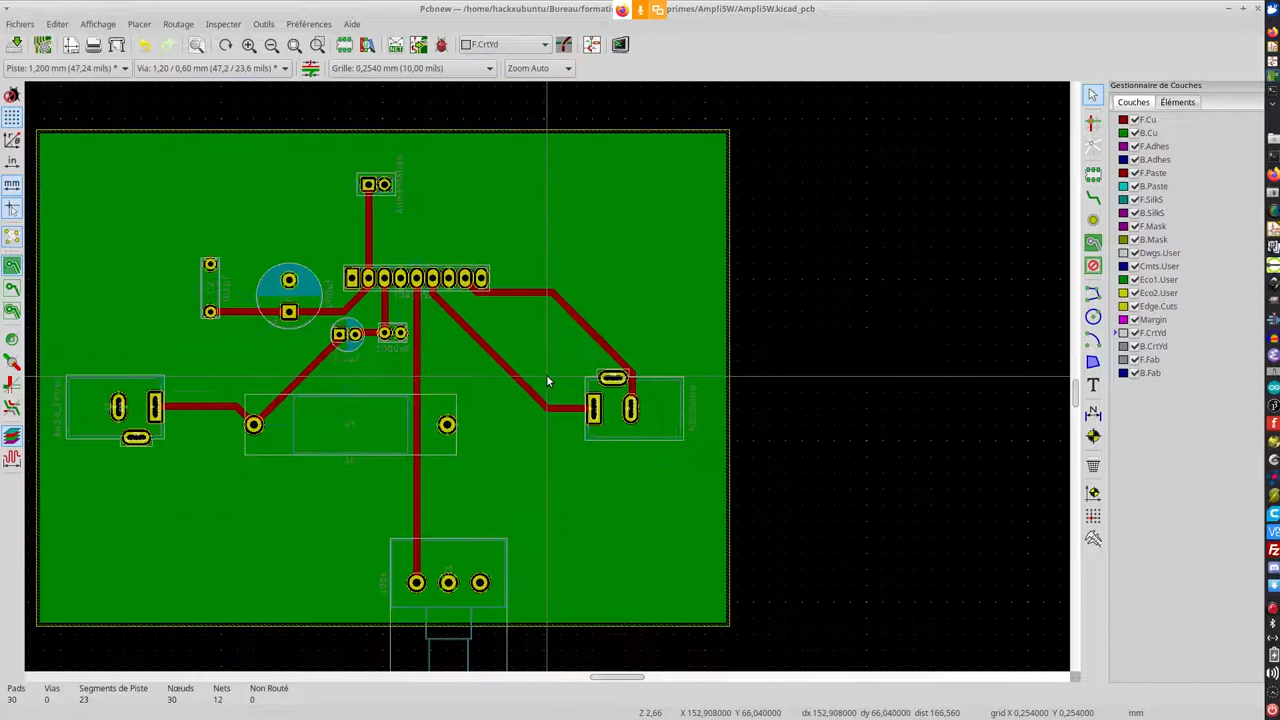 Pcbnew — /home/hackxubuntu/Bureau/formati
primes/Ampli5W/Ampli5W.kicad_pcb
Fichiers Editer Affichage Placer Routage Inspecter Outils Préférences Aide
F.CrtYd
Piste: 1,200 mm (47,24 mils) * Via: 1,20 / 0,60 mm (47,2 / 23,6 mils) * Grille: 0,2540 mm (10,00 mils) Zoom Auto
Gestionnaire de Couches
Couches Éléments
F.Cu
B.Cu
F.Adhes
B.Adhes
F.Paste
B.Paste
F.SilkS
B.SilkS
F.Mask
B.Mask
Dwgs.User
Cmts.User
Eco1.User
Eco2.User
Edge.Cuts
Margin
F.CrtYd
B.CrtYd
F.Fab
B.Fab
in
mm
Pads Vias Segments de Piste Nœuds Nets Non Routé
30 0 23 30 12 0
Z 2,66 X 152,908000 Y 66,040000 dx 152,908000 dy 66,040000 dist 166,560 grid X 0,254000 Y 0,254000 mm